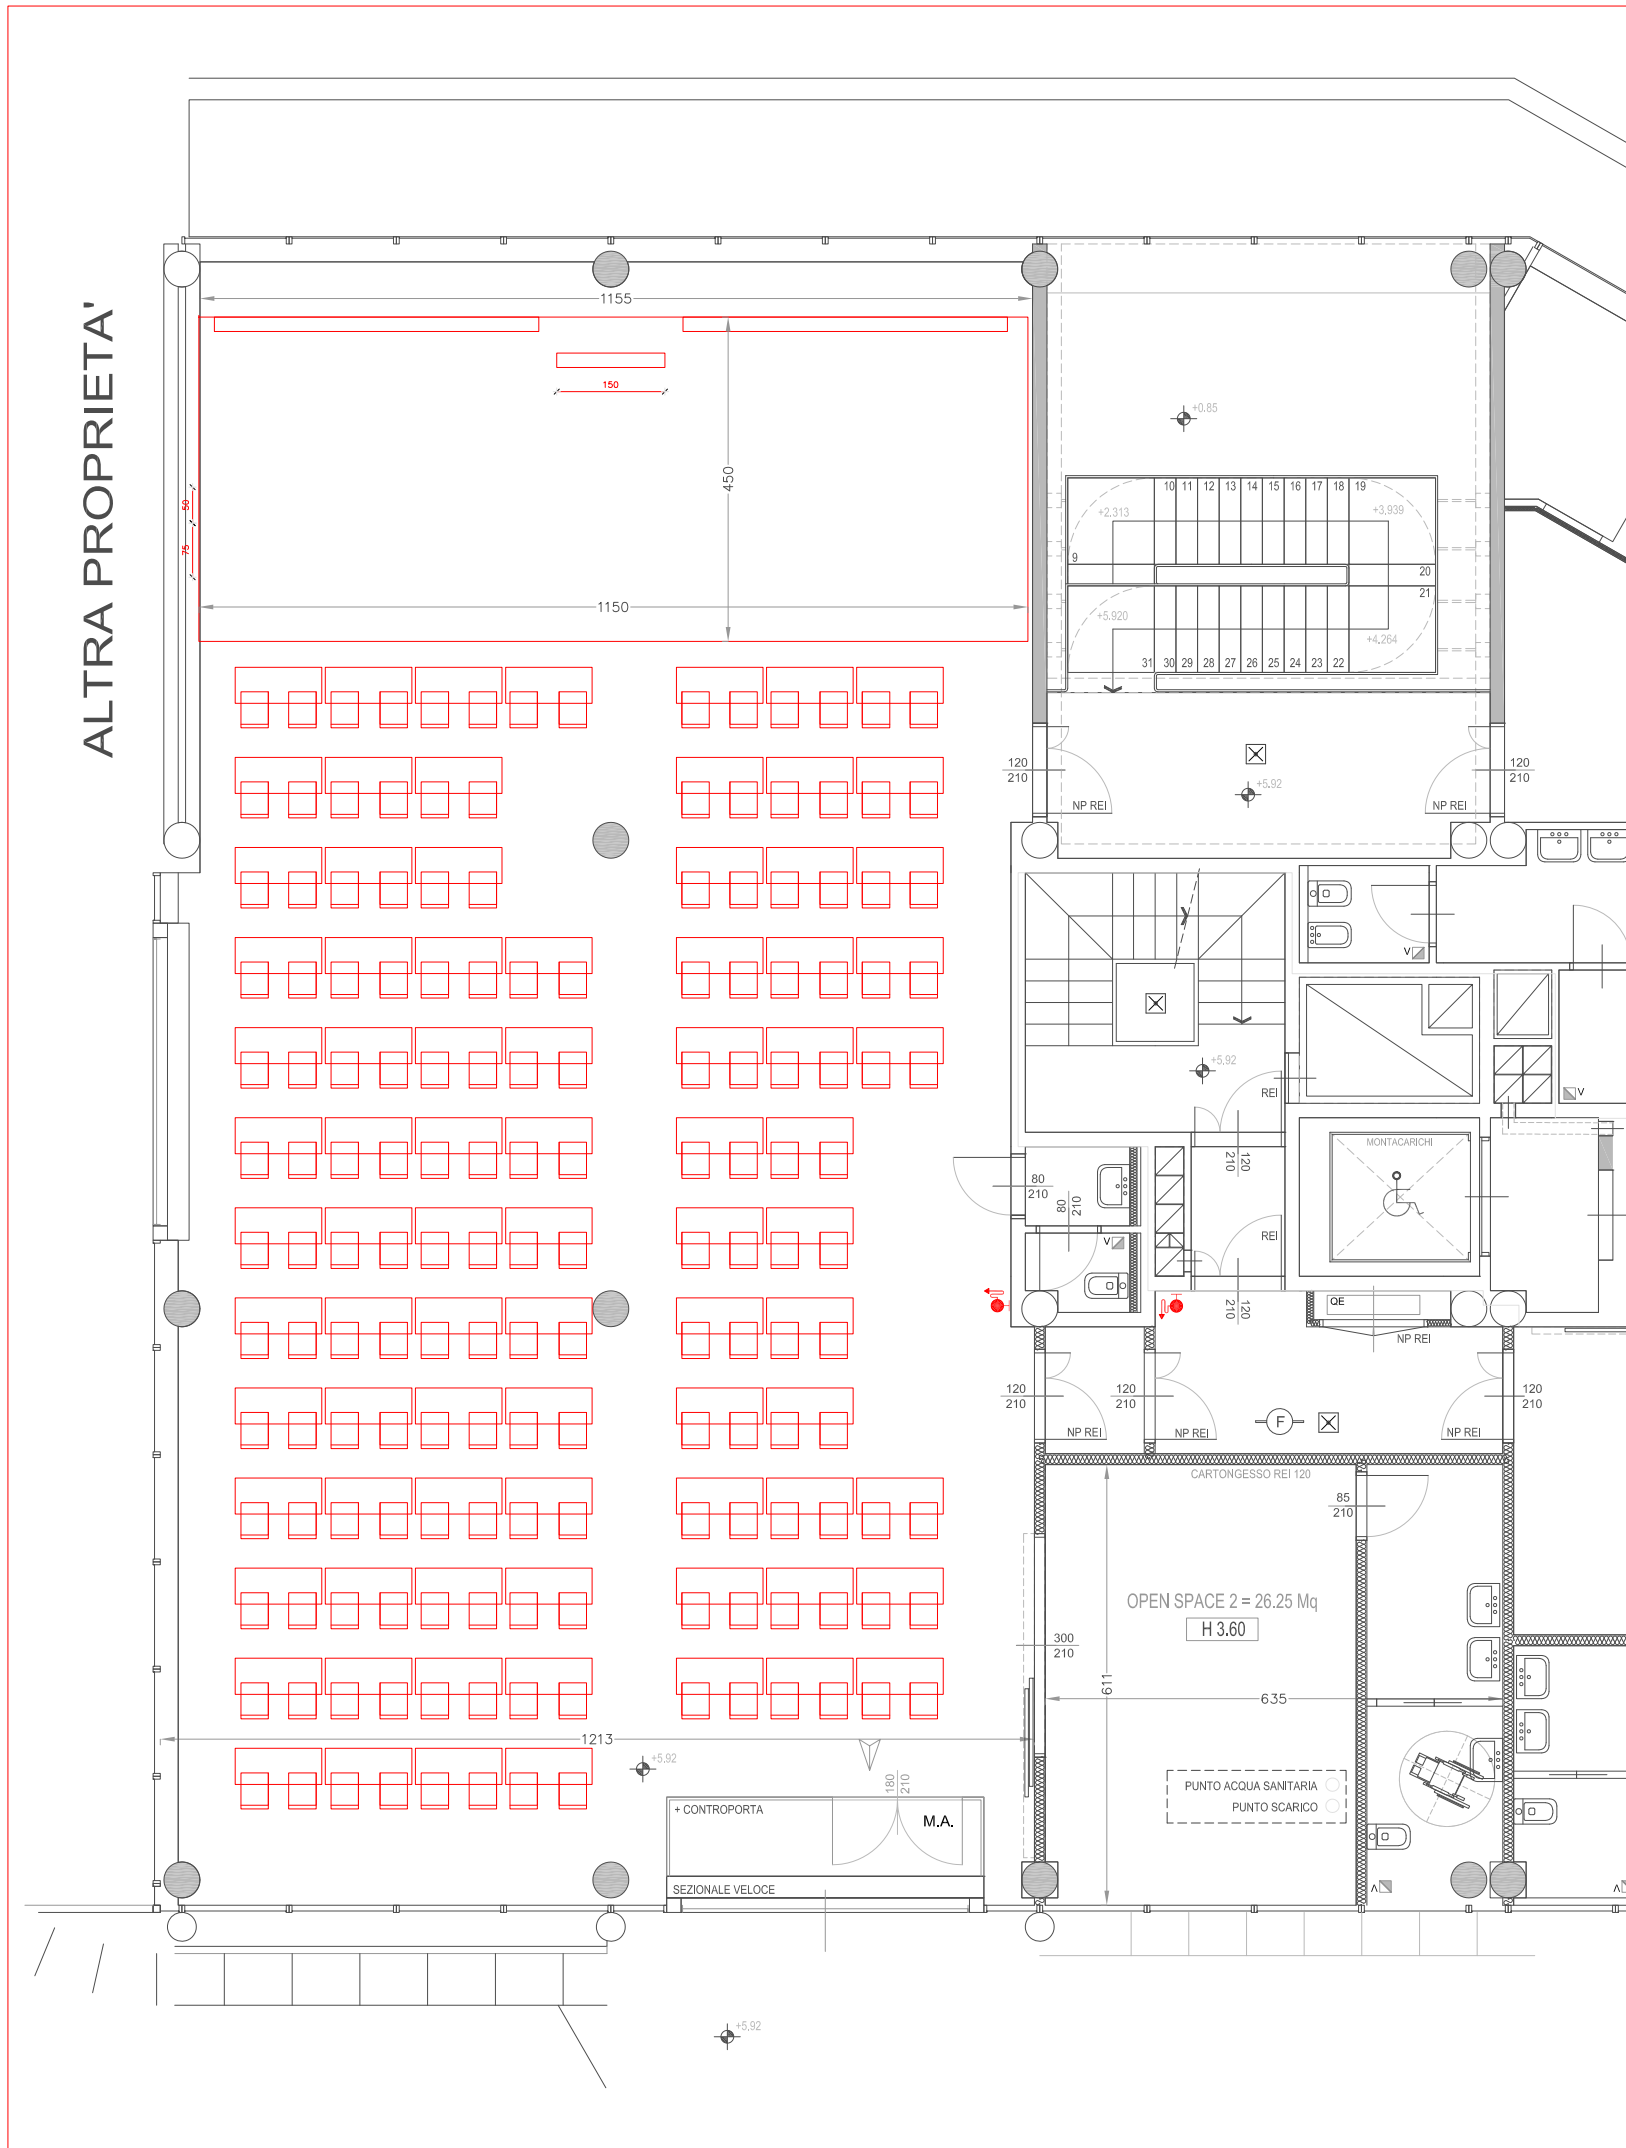 ALTRA PROPRIETA'
1155
150
450
50
75
1150
+0.85
10 11 12 13 14 15 16 17 18 19
+2.313
+3.939
9
20
21
+5.920
+4.264
31 30 29 28 27 26 25 24 23 22
120
210
120
210
+5.92
NP REI
NP REI
V
+5.92
REI
V
MONTACARICHI
120
210
80
210
80
210
V
REI
QE
120
210
NP REI
120
210
120
210
120
210
F
NP REI
NP REI
NP REI
CARTONGESSO REI 120
85
210
OPEN SPACE 2 = 26.25 Mq
H 3.60
300
210
611
635
1213
+5.92
180
210
PUNTO ACQUA SANITARIA
PUNTO SCARICO
+ CONTROPORTA
M.A.
SEZIONALE VELOCE
V
V
+5.92